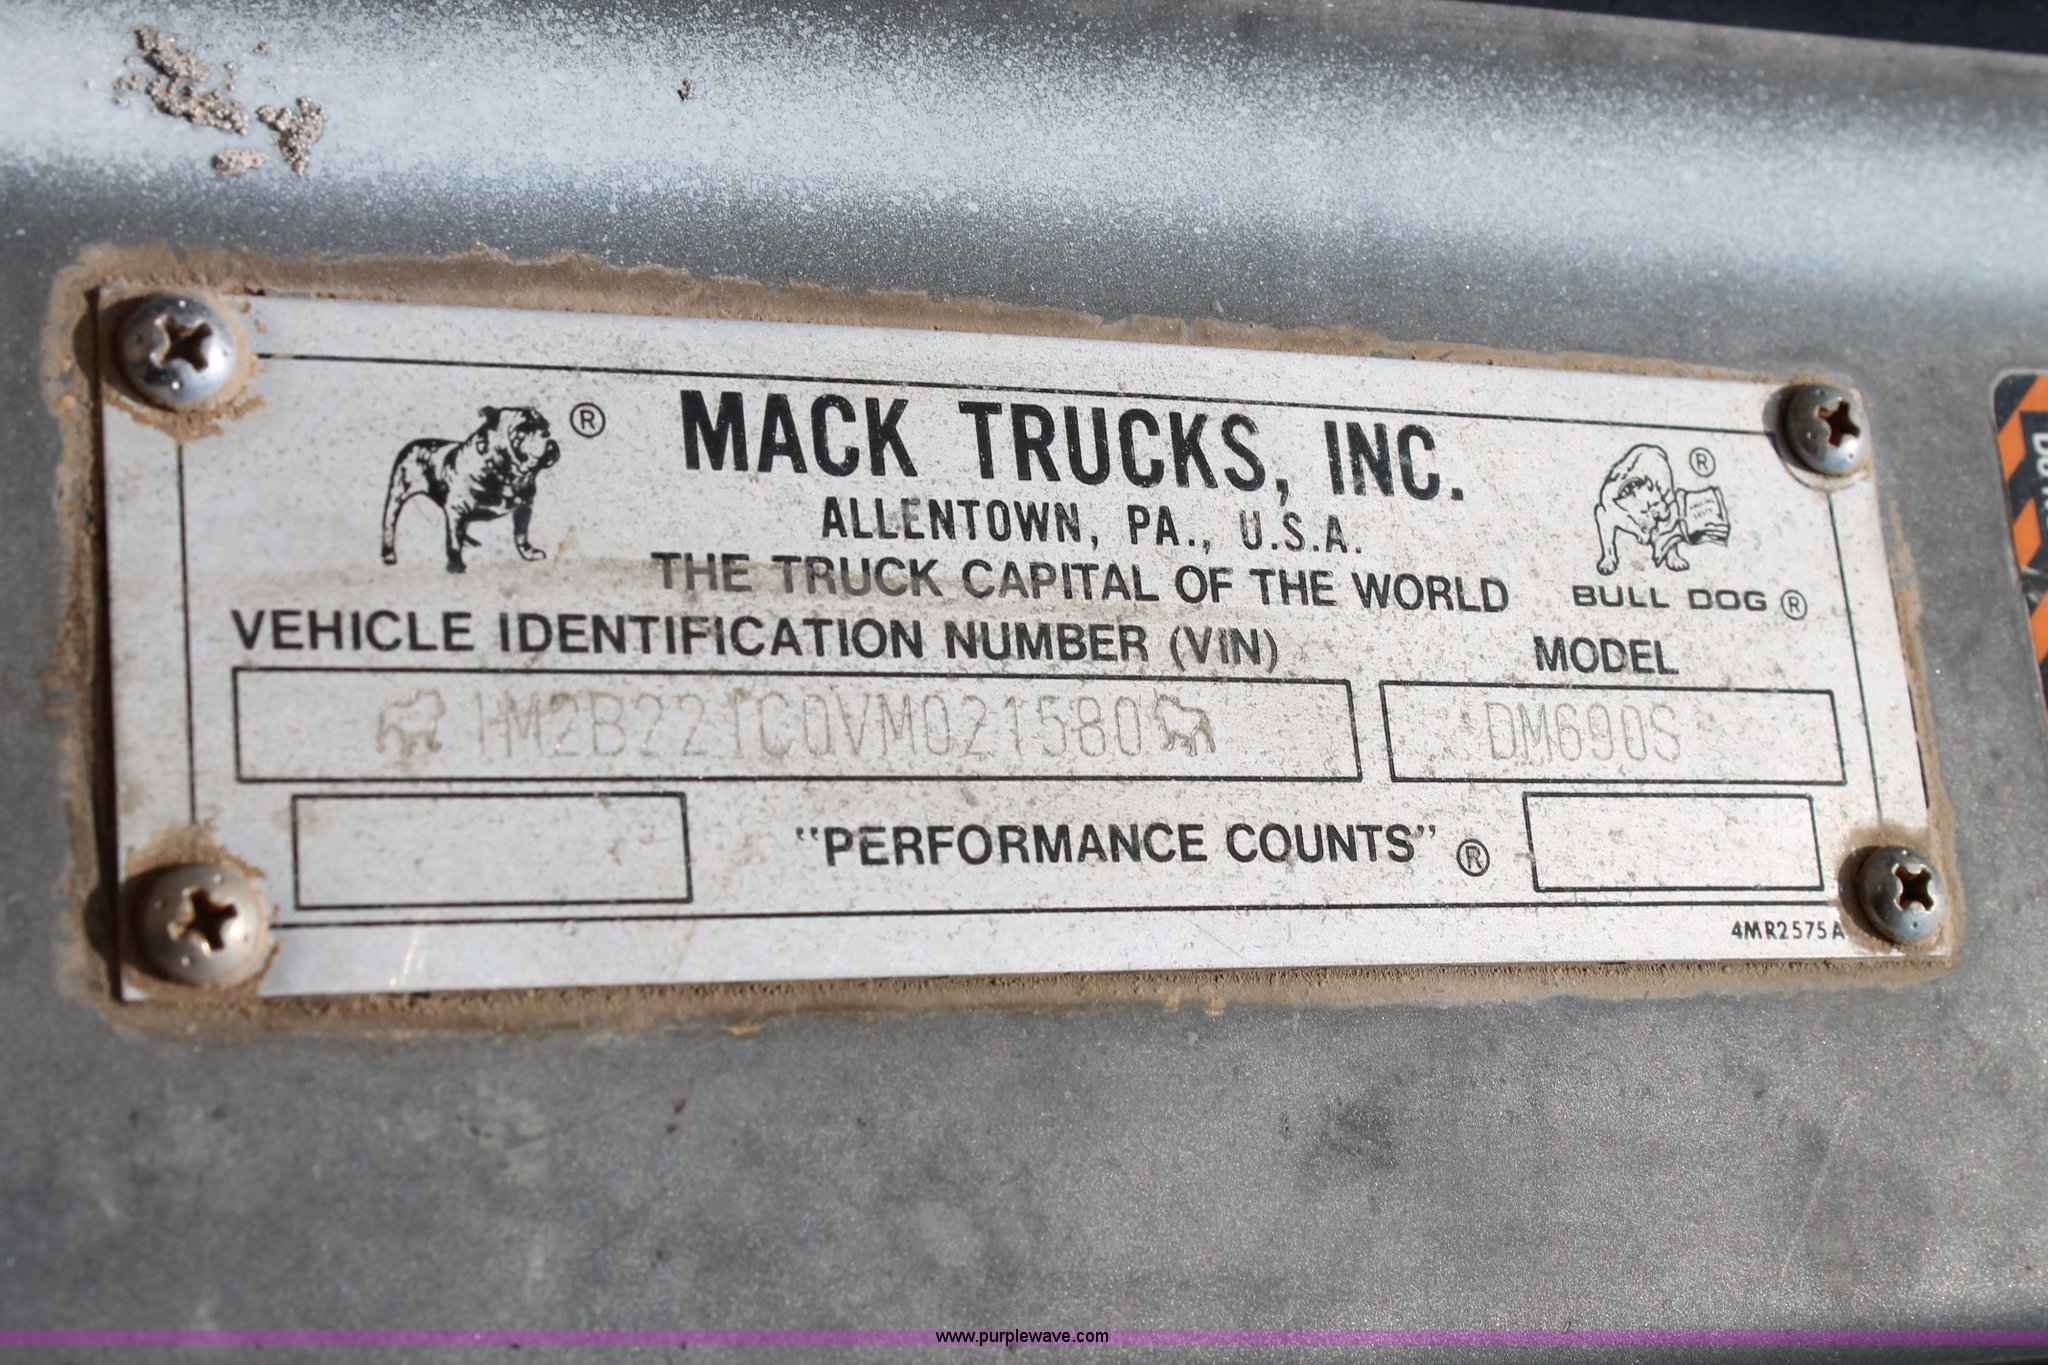 ®
MACK TRUCKS, INC.
ALLENTOWN, PA., U.S.A.
THE TRUCK CAPITAL OF THE WORLD
®
BULL DOG ®
VEHICLE IDENTIFICATION NUMBER (VIN)
MODEL
1M2B221C0VM021580
DM690S
"PERFORMANCE COUNTS" ®
4MR2575A
www.purplewave.com